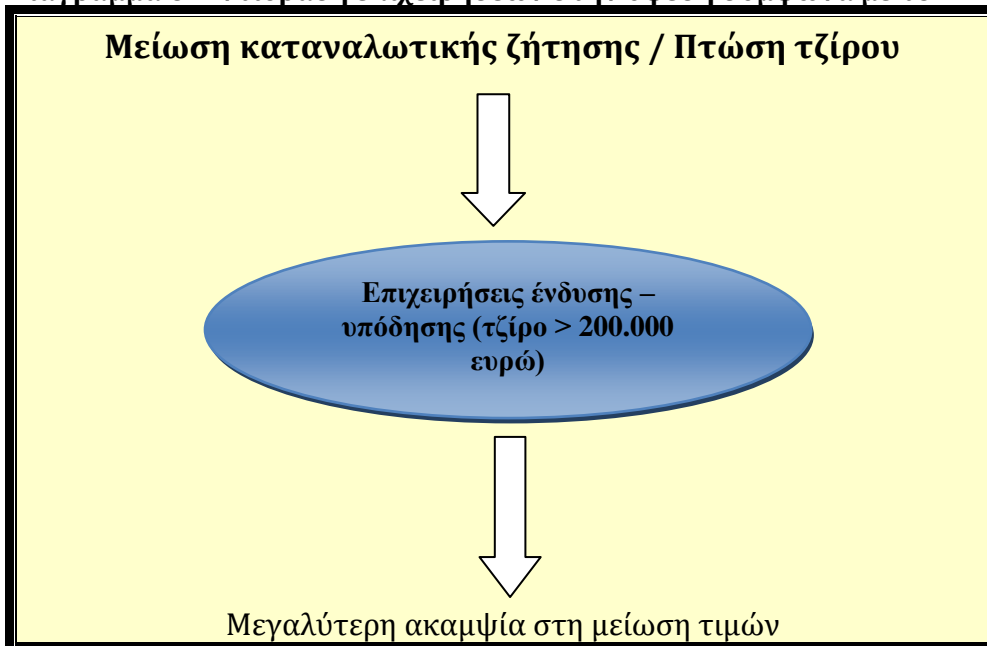 Μείωση καταναλωτικής ζήτησης / Πτώση τζίρου
Επιχειρήσεις ένδυσης –
υπόδησης (τζίρο > 200.000
ευρώ)
Μεγαλύτερη ακαμψία στη μείωση τιμών